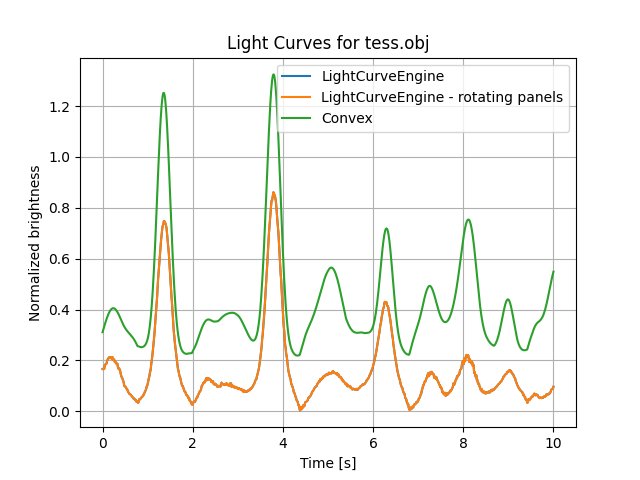 Light Curves for tess.obj
LightCurveEngine
LightCurveEngine - rotating panels
Convex
Normalized brightness
1.2
1.0
0.8
0.6
0.4
0.2
0.0
0 2 4 6 8 10
Time [s]